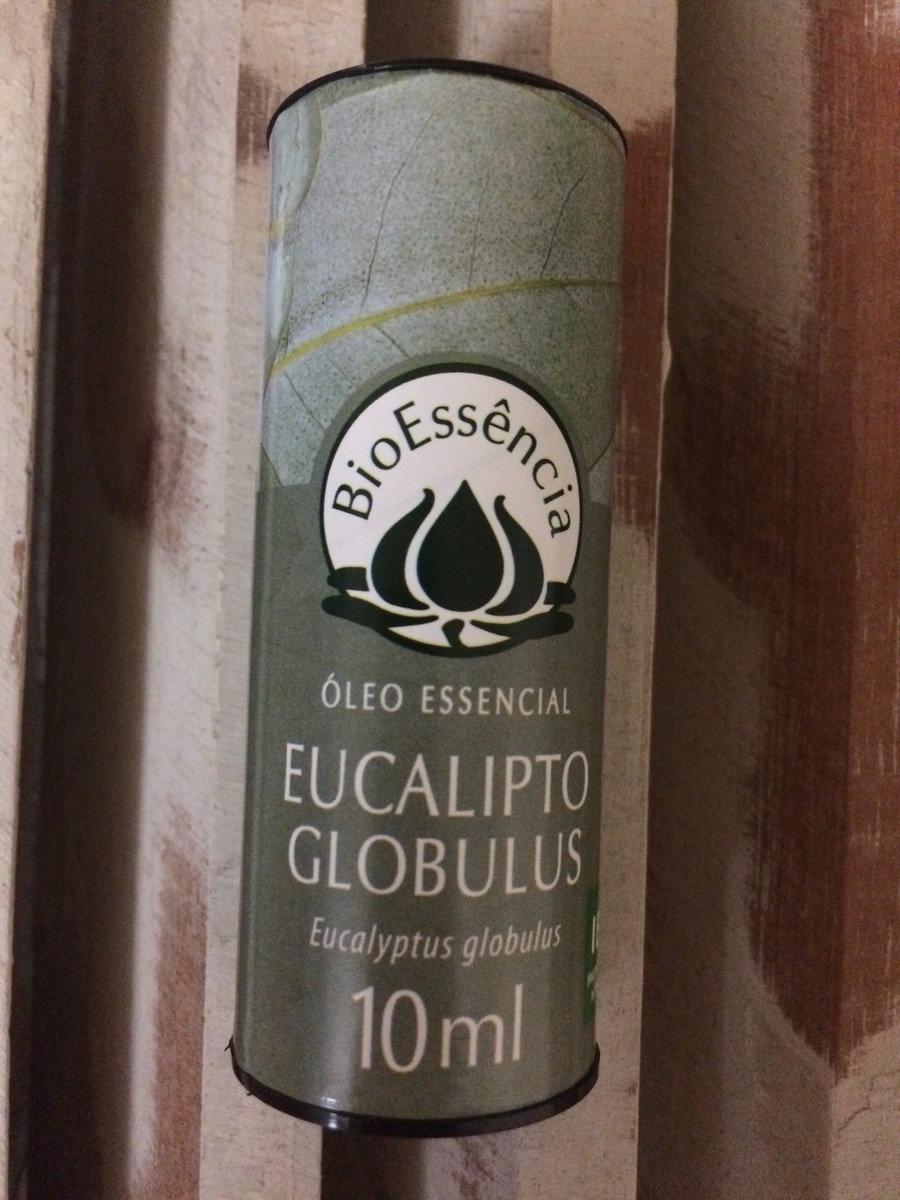 BioEssência
ÓLEO ESSENCIAL
EUCALIPTO
GLOBULUS
Eucalyptus globulus
10ml